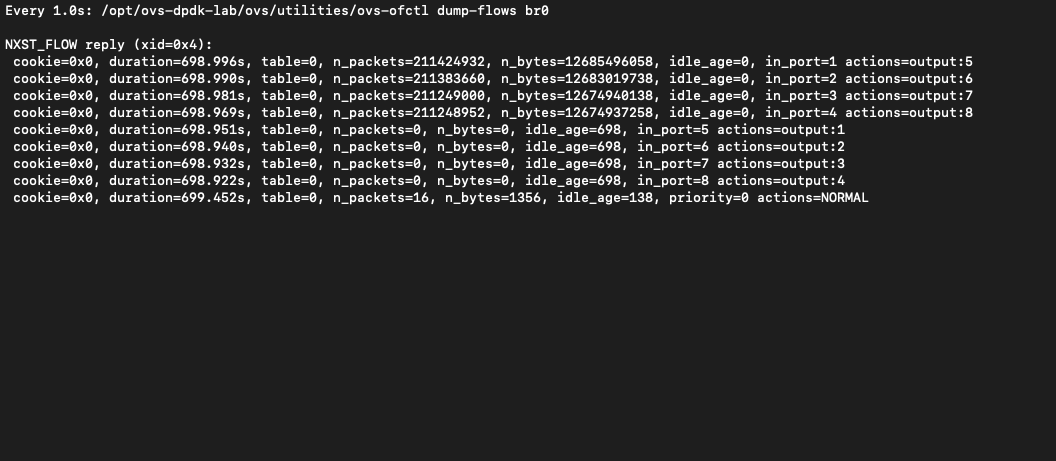 Every 1.0s: /opt/ovs-dpdk-lab/ovs/utilities/ovs-ofctl dump-flows br0
NXST_FLOW reply (xid=0x4):
cookie=0x0, duration=698.996s, table=0, n_packets=211424932, n_bytes=12685496058, idle_age=0, in_port=1 actions=output:5
cookie=0x0, duration=698.990s, table=0, n_packets=211383660, n_bytes=12683019738, idle_age=0, in_port=2 actions=output:6
cookie=0x0, duration=698.981s, table=0, n_packets=211249000, n_bytes=12674940138, idle_age=0, in_port=3 actions=output:7
cookie=0x0, duration=698.969s, table=0, n_packets=211248952, n_bytes=12674937258, idle_age=0, in_port=4 actions=output:8
cookie=0x0, duration=698.951s, table=0, n_packets=0, n_bytes=0, idle_age=698, in_port=5 actions=output:1
cookie=0x0, duration=698.940s, table=0, n_packets=0, n_bytes=0, idle_age=698, in_port=6 actions=output:2
cookie=0x0, duration=698.932s, table=0, n_packets=0, n_bytes=0, idle_age=698, in_port=7 actions=output:3
cookie=0x0, duration=698.922s, table=0, n_packets=0, n_bytes=0, idle_age=698, in_port=8 actions=output:4
cookie=0x0, duration=699.452s, table=0, n_packets=16, n_bytes=1356, idle_age=138, priority=0 actions=NORMAL